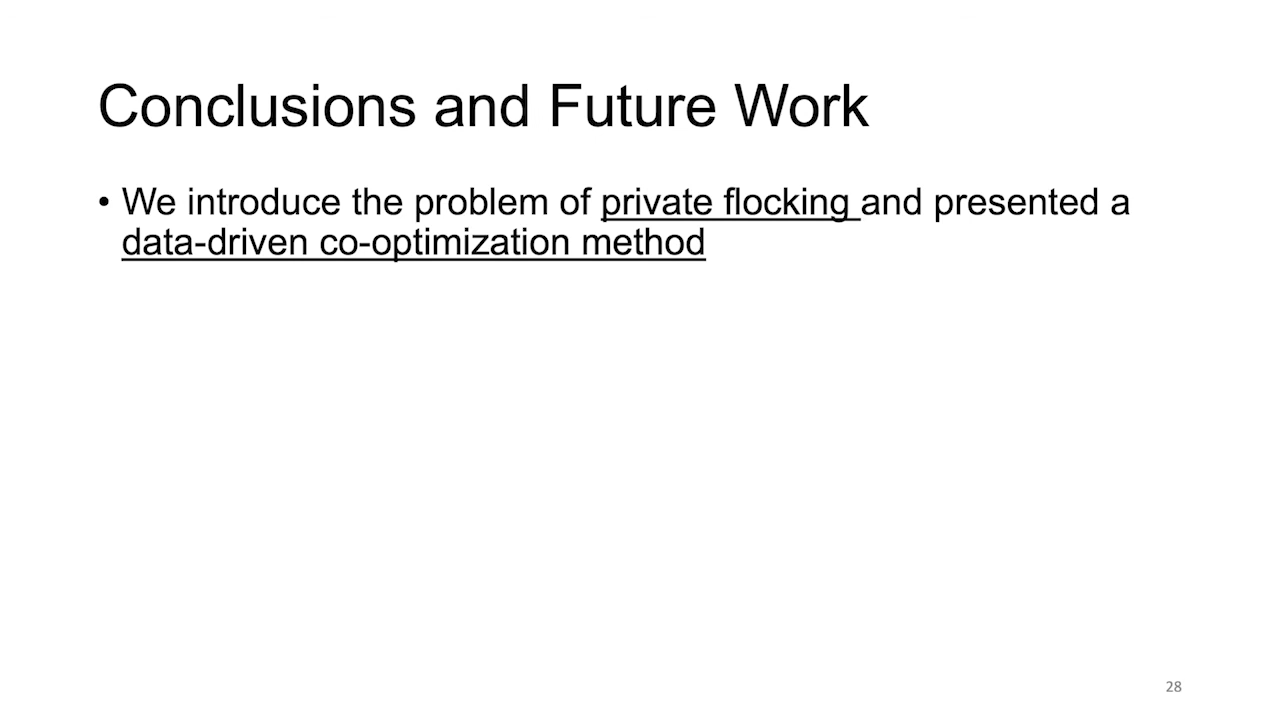 Conclusions and Future Work
• We introduce the problem of private flocking and presented a
data-driven co-optimization method
28